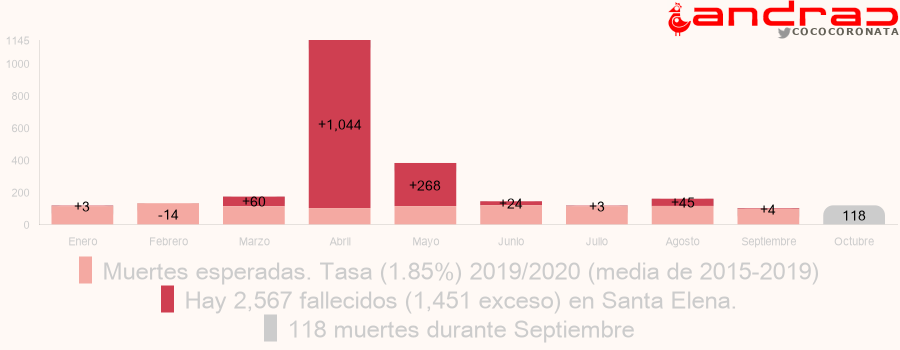 andrac
COCOCORONATA
1145
1000
800
600
400
200
0
+3
-14
+60
+1,044
+268
+24
+3
+45
+4
118
Enero
Febrero
Marzo
Abril
Mayo
Junio
Julio
Agosto
Septiembre
Octubre
Muertes esperadas. Tasa (1.85%) 2019/2020 (media de 2015-2019)
Hay 2,567 fallecidos (1,451 exceso) en Santa Elena.
118 muertes durante Septiembre